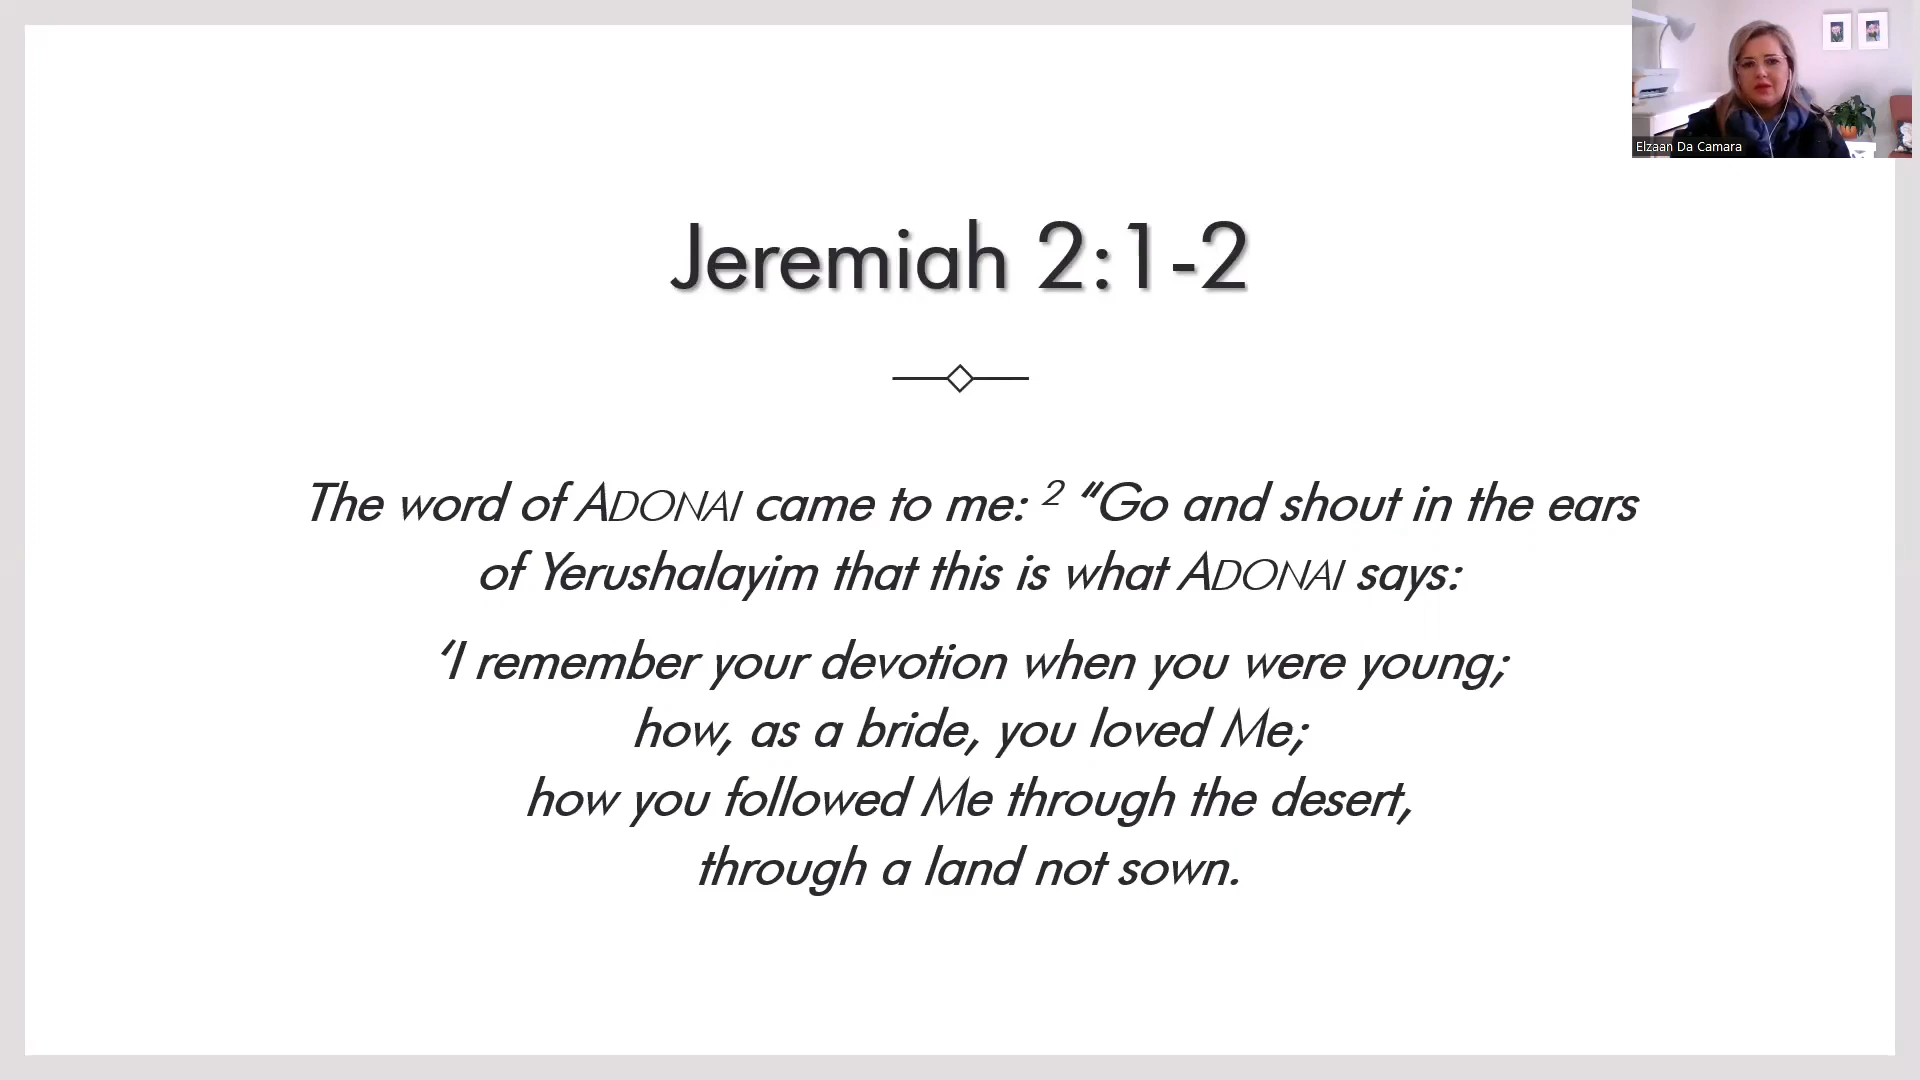 Elzaan Da Camara
Jeremiah 2:1-2
The word of ADONAI came to me: 2 “Go and shout in the ears
of Yerushalayim that this is what ADONAI says:
‘I remember your devotion when you were young;
how, as a bride, you loved Me;
how you followed Me through the desert,
through a land not sown.